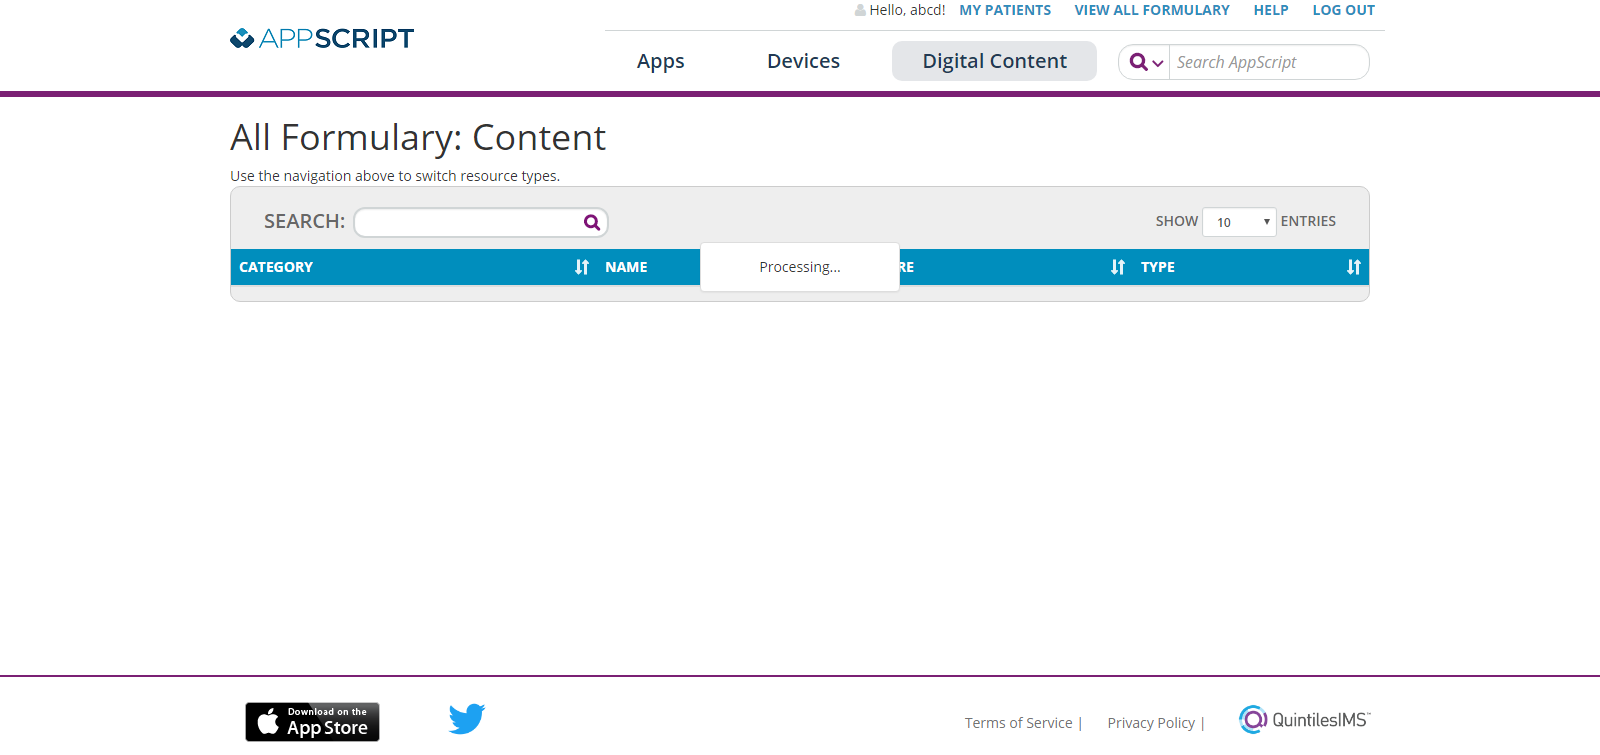 Hello, abcd! MY PATIENTS VIEW ALL FORMULARY HELP LOG OUT
APPSCRIPT
Apps Devices Digital Content Search AppScript
All Formulary: Content
Use the navigation above to switch resource types.
SEARCH: SHOW 10 ENTRIES
CATEGORY NAME Processing... RE TYPE
Download on the
App Store
Terms of Service | Privacy Policy | QuintilesIMS™